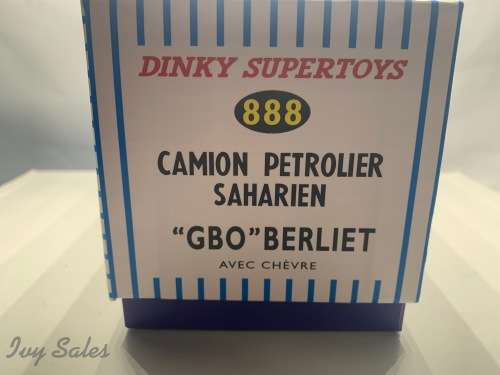 DINKY SUPERTOYS
888
CAMION PETROLIER
SAHARIEN
"GBO" BERLIET
AVEC CHÈVRE
Ivy Sales